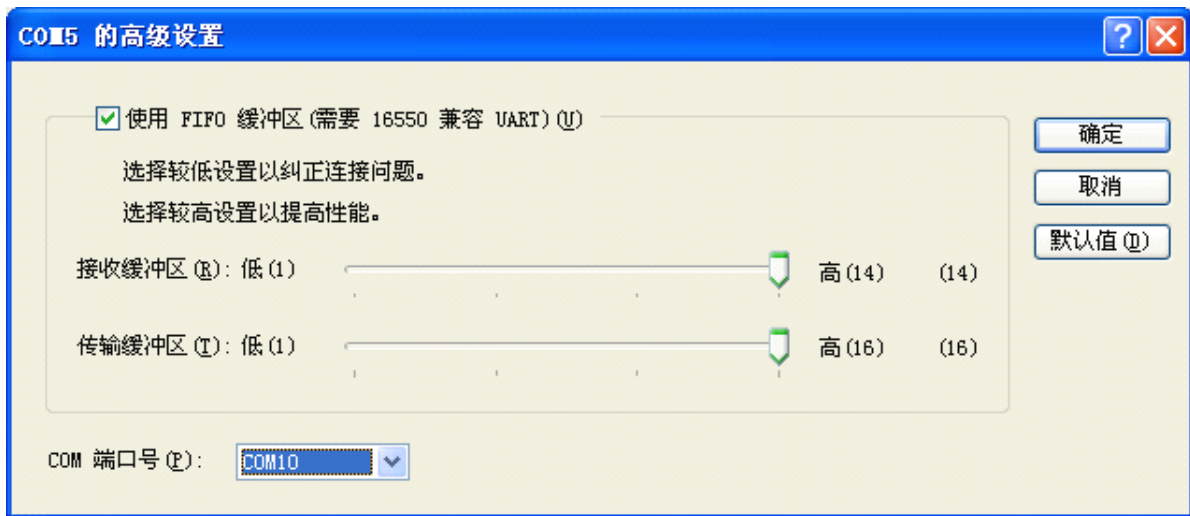 COM5 的高级设置
使用 FIFO 缓冲区(需要 16550 兼容 UART)(U)
选择较低设置以纠正连接问题。
选择较高设置以提高性能。
接收缓冲区(R): 低(1) 高(14) (14)
传输缓冲区(T): 低(1) 高(16) (16)
COM 端口号(P): COM10
确定
取消
默认值(D)